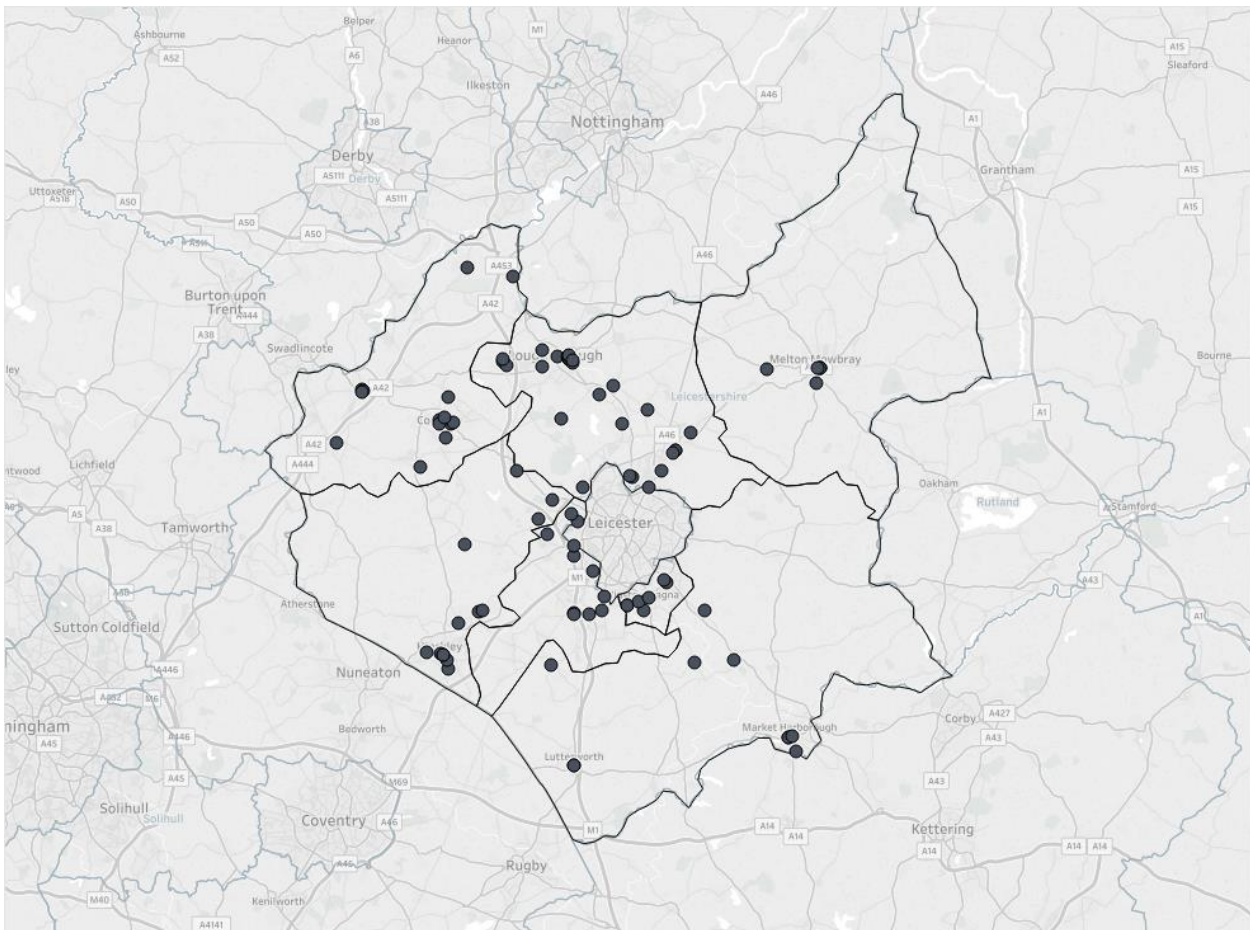 Ashbourne
Belper
A52
A6
Heanor
M1
Ilkeston
A15
Sleaford
A46
Nottingham
A38
Derby
A5111
Derby
A5111
A1
Grantham
A15
Uttoxeter
A518
A50
A50
A50
A511
A15
A453
A46
Burton upon
Trent
A444
A38
A42
Swadlincote
Melton Mowbray
Bourne
A42
Leicestershire
A1
A42
A46
A444
Lichfield
A5
A38
Tamworth
Oakham
Rutland
Stamford
Leicester
A43
M1
Atherstone
Sutton Coldfield
A446
Nuneaton
M6
A446
A45
Bedworth
Market Harborough
Corby
A427
A43
Lutterworth
A45
M69
A43
Solihull
Solihull
Coventry
A46
M1
A14
A14
Kettering
A14
A14
A14
Rugby
M40
Kenilworth
A4141